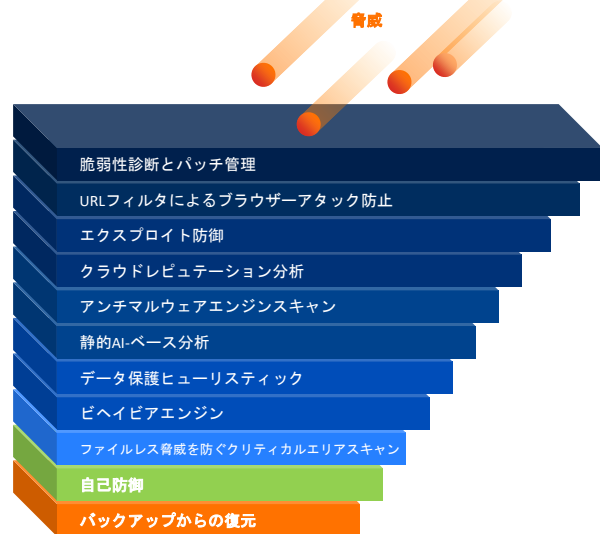 脅威
脆弱性診断とパッチ管理
URLフィルタによるブラウザーアタック防止
エクスプロイト防御
クラウドレピュテーション分析
アンチマルウェアエンジンスキャン
静的AI-ベース分析
データ保護ヒューリスティック
ビヘイビアエンジン
ファイルレス脅威を防ぐクリティカルエリアスキャン
自己防御
バックアップからの復元